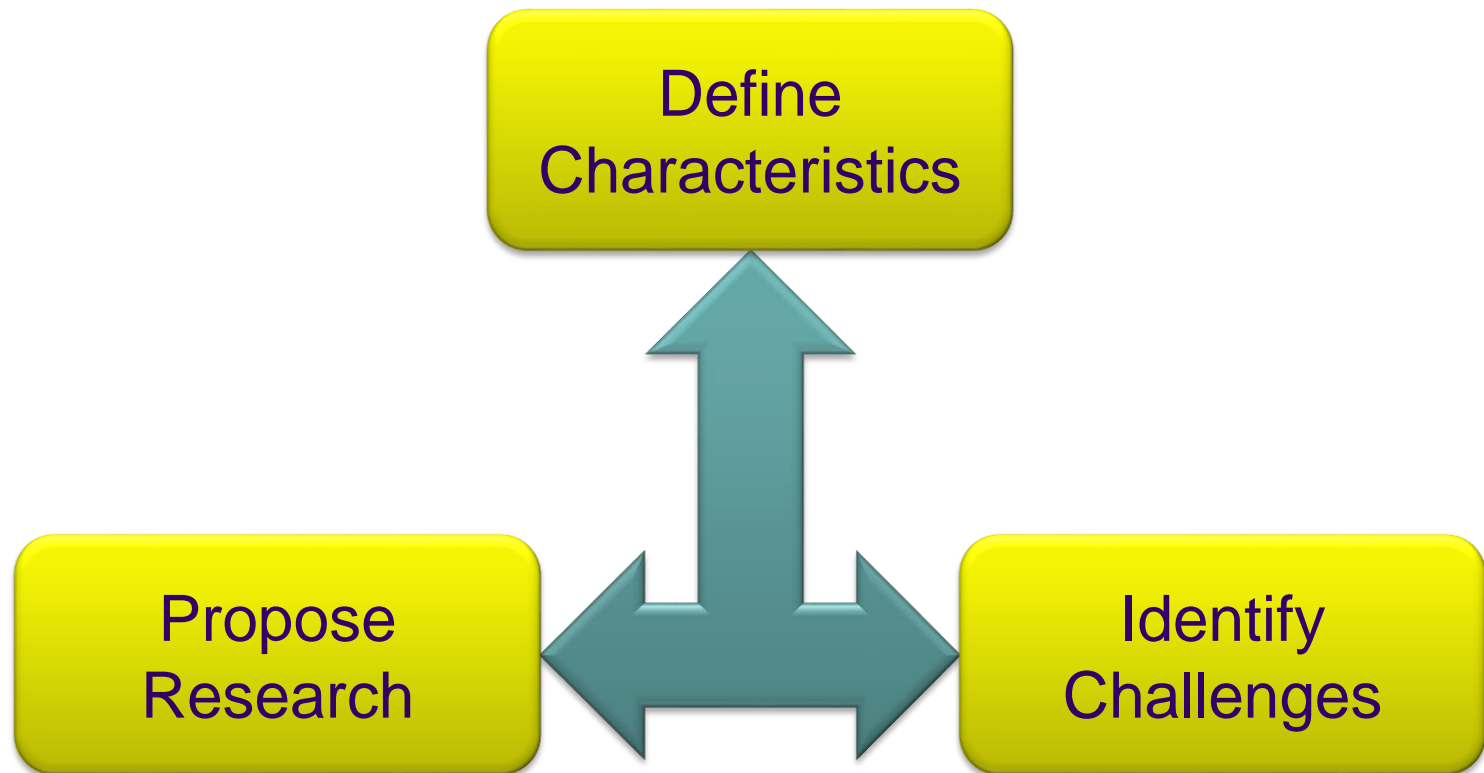 Define
Characteristics
Propose
Research
Identify
Challenges